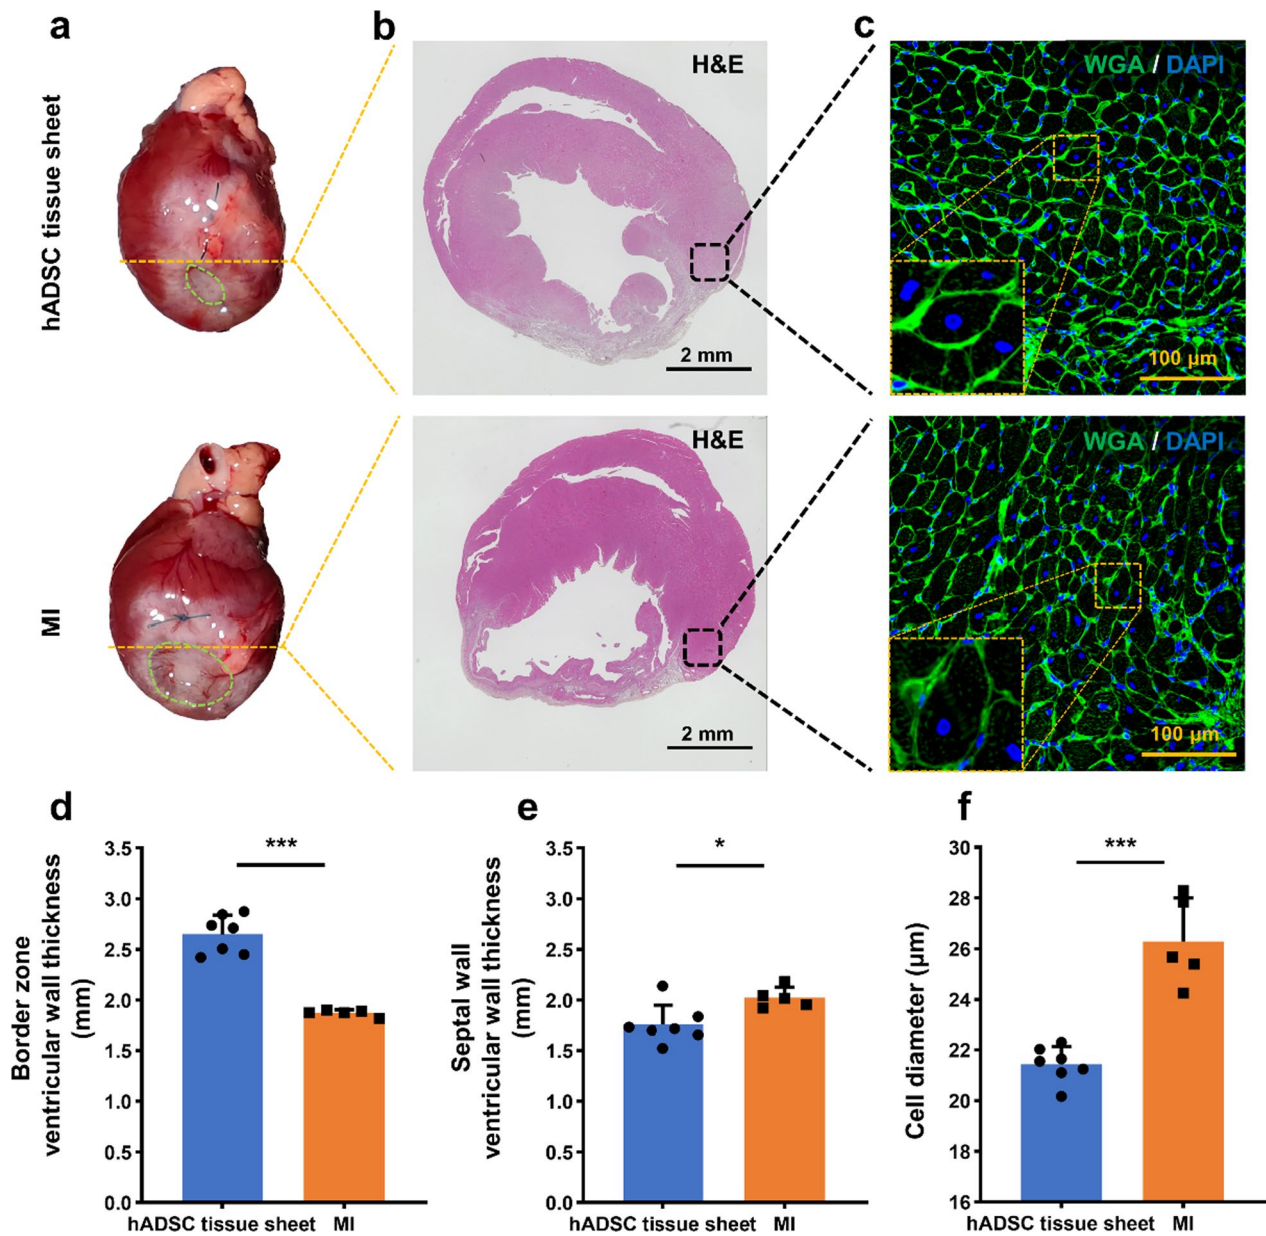 a
b
c
hADSC tissue sheet
H&E
2 mm
WGA / DAPI
100 µm
MI
H&E
2 mm
WGA / DAPI
100 µm
d
e
f
Border zone
ventricular wall thickness
(mm)
3.5
3.0
2.5
2.0
1.5
1.0
0.5
0.0
***
hADSC tissue sheet
MI
Septal wall
ventricular wall thickness
(mm)
3.5
3.0
2.5
2.0
1.5
1.0
0.5
0.0
*
hADSC tissue sheet
MI
Cell diameter (µm)
30
28
26
24
22
20
18
16
***
hADSC tissue sheet
MI